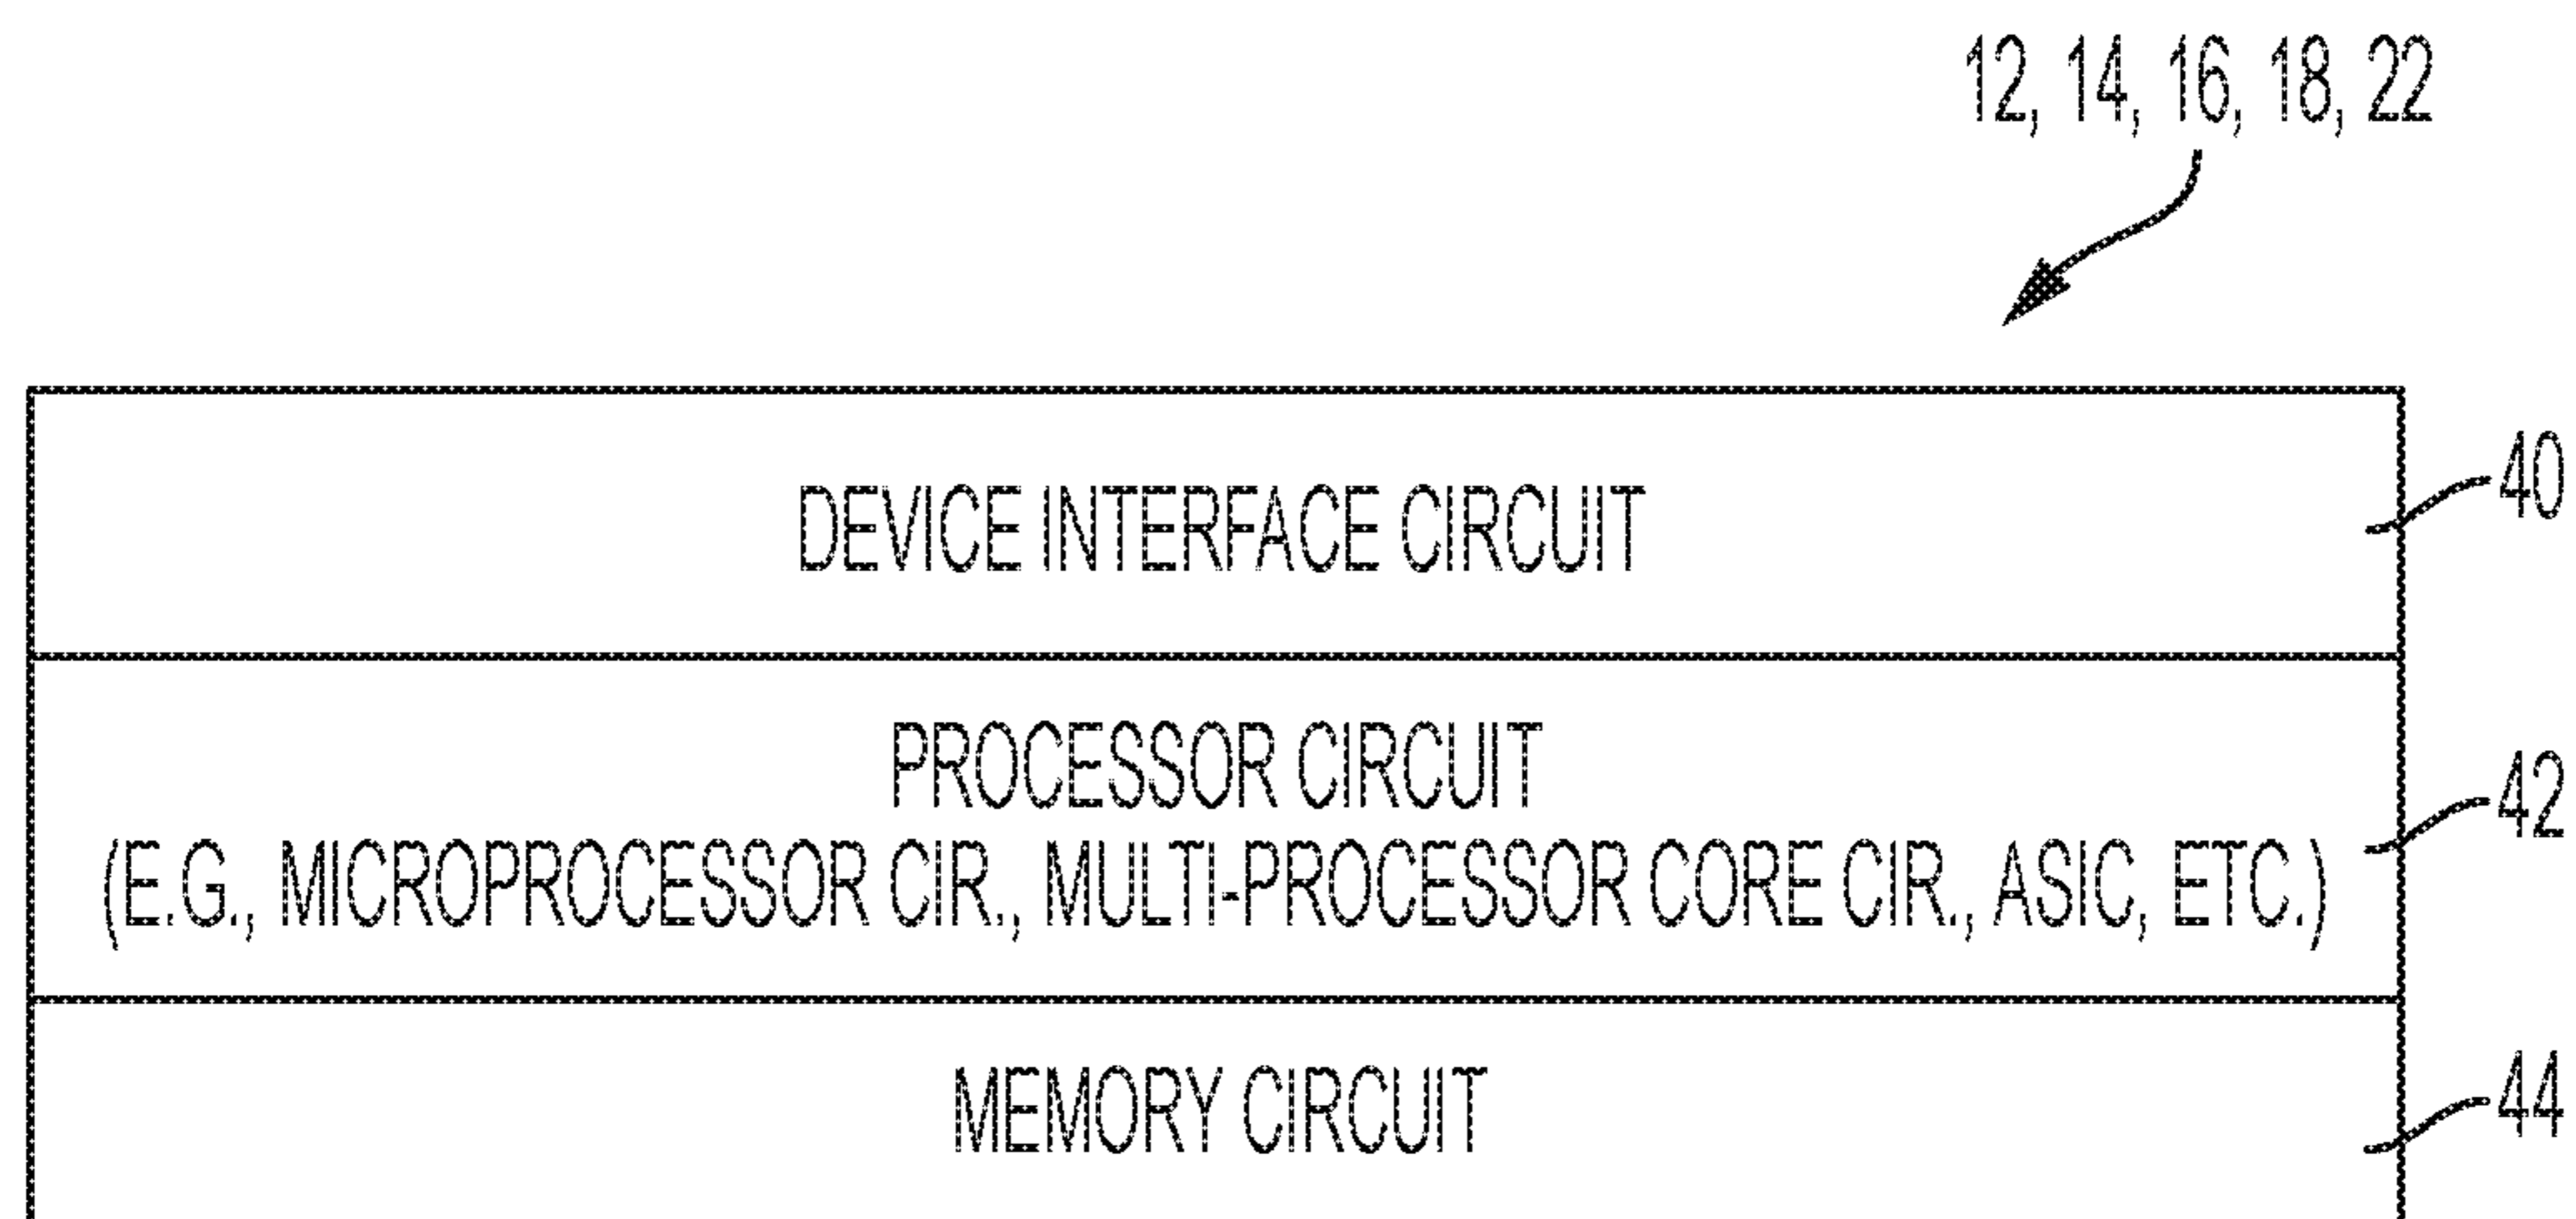 12, 14, 16, 18, 22
DEVICE INTERFACE CIRCUIT
40
PROCESSOR CIRCUIT
42
(E.G., MICROPROCESSOR CIR., MULTI-PROCESSOR CORE CIR., ASIC, ETC.)
MEMORY CIRCUIT
44